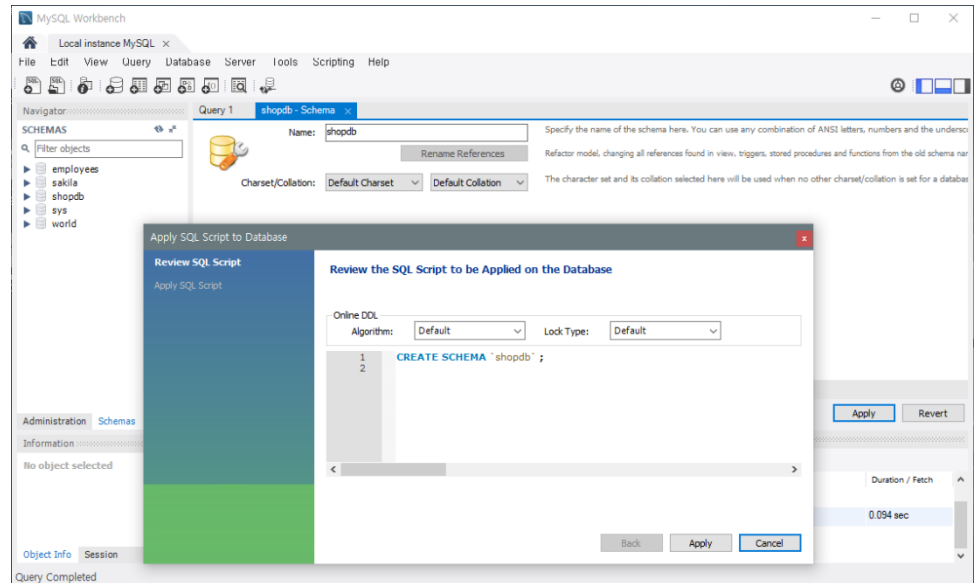 MySQL Workbench
Local instance MySQL
File Edit View Query Database Server Tools Scripting Help
Navigator
Query 1
shopdb - Schema
SCHEMAS
Filter objects
employees
sakila
shopdb
sys
world
Name: shopdb
Specify the name of the schema here. You can use any combination of ANSI letters, numbers and the
Rename References
Refactor model, changing all references found in view, triggers, stored procedures and functions from the old schema
Charset/Collation: Default Charset Default Collation
The character set and its collation selected here will be used when no other charset/collation is set for a
Apply SQL Script to Database
Review SQL Script
Apply SQL Script
Review the SQL Script to be Applied on the Database
Online DDL
Algorithm: Default Lock Type: Default
1 CREATE SCHEMA `shopdb` ;
2
Back Apply Cancel
Administration Schemas
Apply Revert
Information
No object selected
Duration / Fetch
0.094 sec
Object Info Session
Query Completed